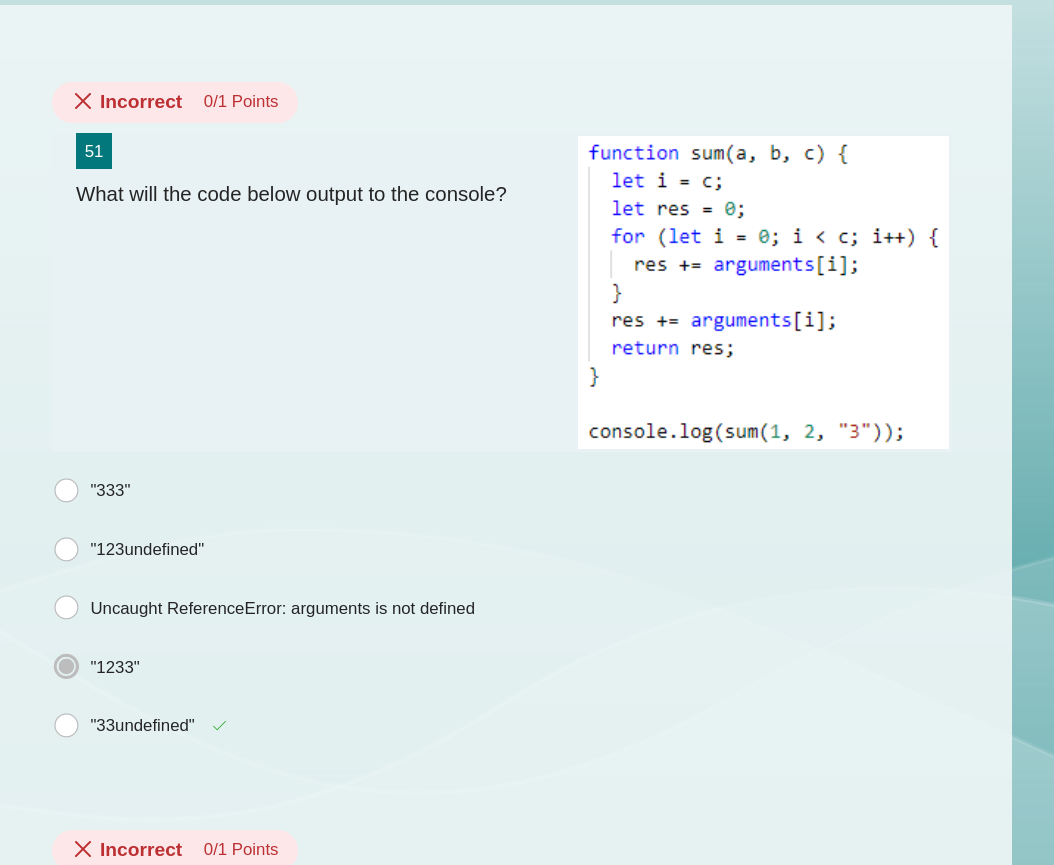 Incorrect 0/1 Points
51
What will the code below output to the console?
function sum(a, b, c) {
  let i = c;
  let res = 0;
  for (let i = 0; i < c; i++) {
    res += arguments[i];
  }
  res += arguments[i];
  return res;
}
console.log(sum(1, 2, "3"));
"333"
"123undefined"
Uncaught ReferenceError: arguments is not defined
"1233"
"33undefined"
Incorrect 0/1 Points